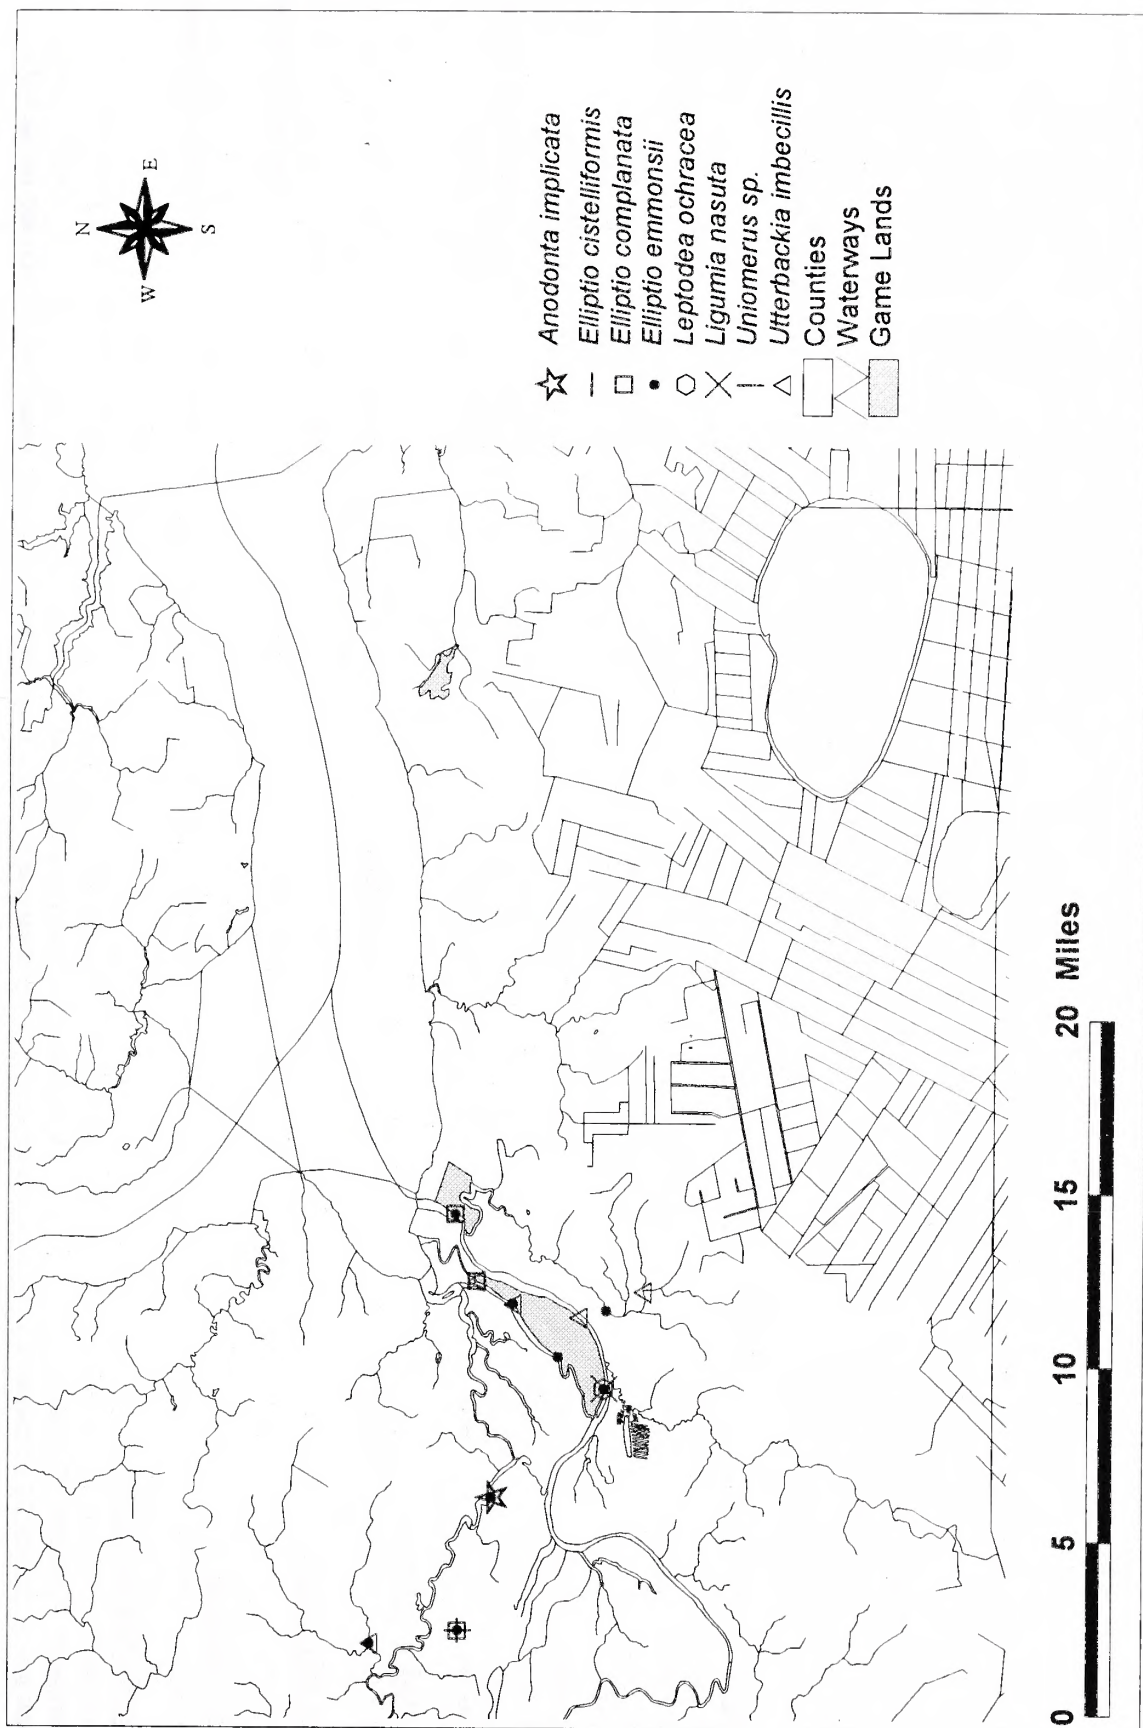 N
W
E
S
Anodonta implicata
Elliptio cistelliformis
Elliptio complanata
Elliptio emmonsii
Leptodea ochracea
Ligumia nasuta
Uniomerus sp.
Utterbackia imbecillis
Counties
Waterways
Game Lands
0 5 10 15 20 Miles